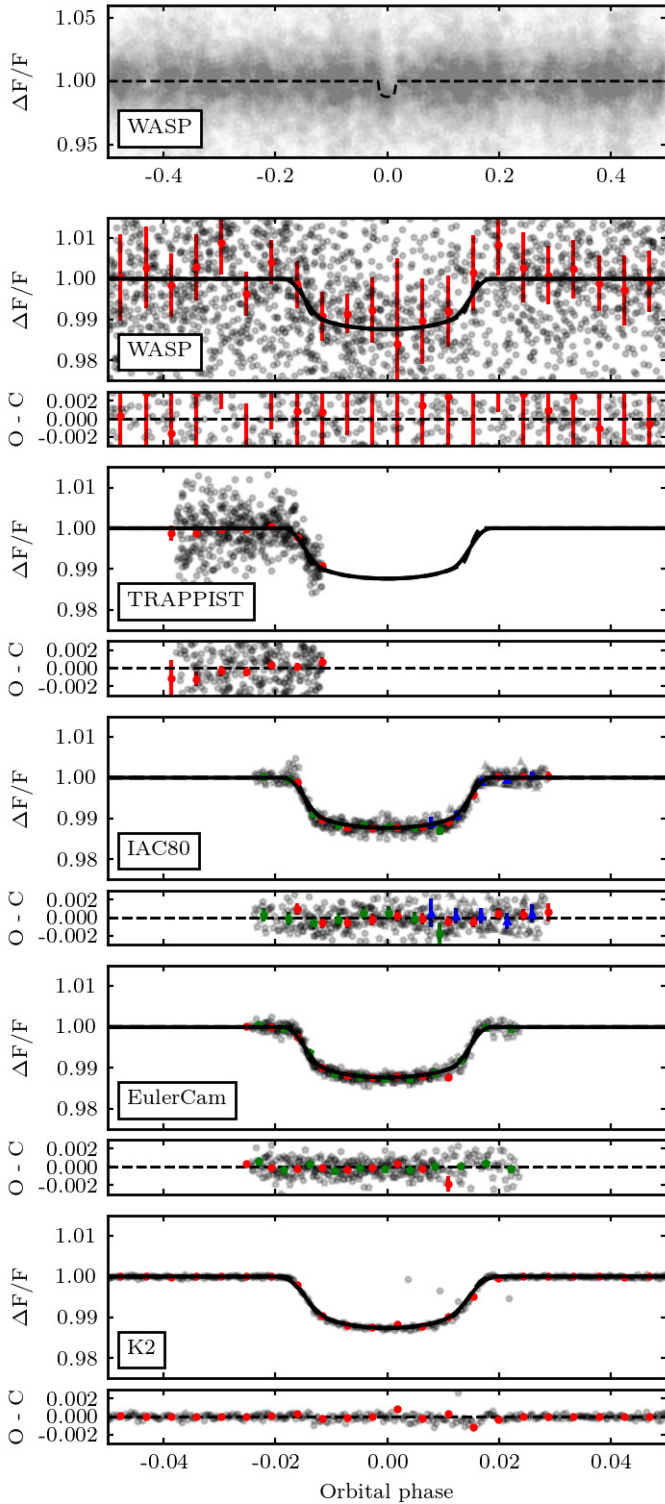 1.05
ΔF/F
1.00
0.95
WASP
-0.4 -0.2 0.0 0.2 0.4
1.01
ΔF/F
1.00
0.99
0.98
WASP
O - C
0.002
0.000
-0.002
1.01
ΔF/F
1.00
0.99
0.98
TRAPPIST
O - C
0.002
0.000
-0.002
1.01
ΔF/F
1.00
0.99
0.98
IAC80
O - C
0.002
0.000
-0.002
1.01
ΔF/F
1.00
0.99
0.98
EulerCam
O - C
0.002
0.000
-0.002
1.01
ΔF/F
1.00
0.99
0.98
K2
O - C
0.002
0.000
-0.002
-0.04 -0.02 0.00 0.02 0.04
Orbital phase